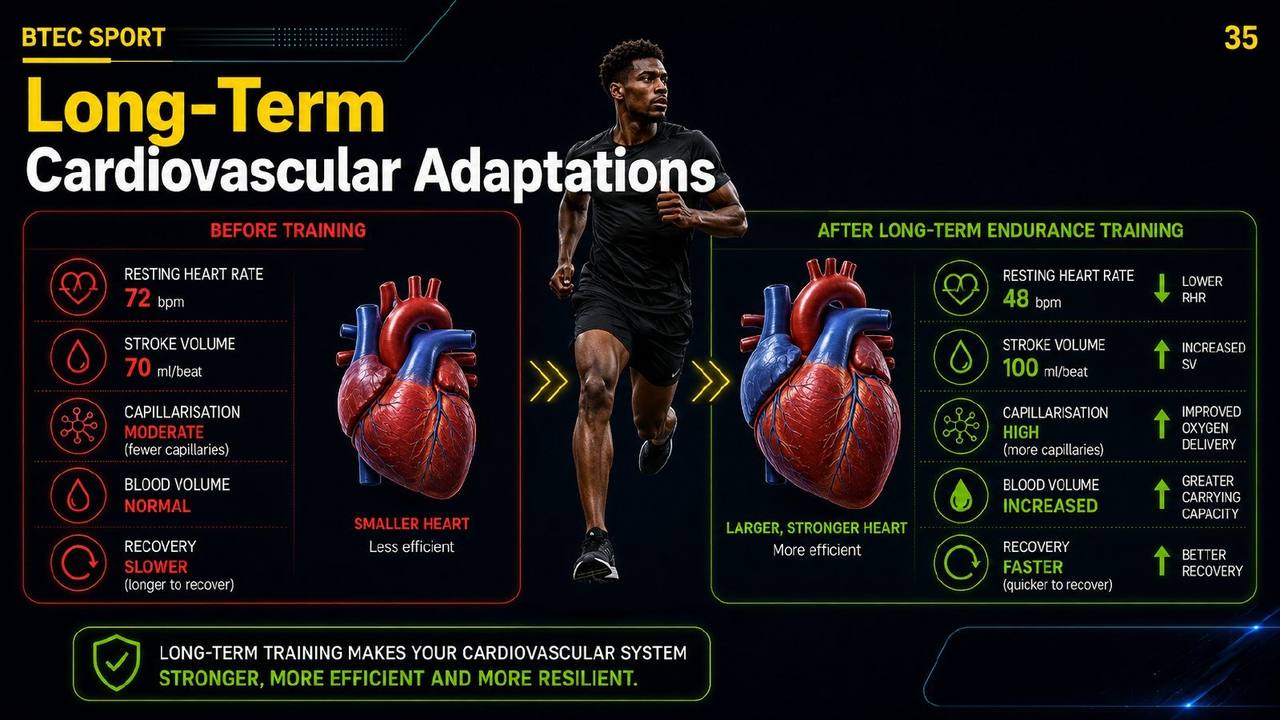 BTEC SPORT
35
Long-Term
Cardiovascular Adaptations
BEFORE TRAINING
RESTING HEART RATE
72 bpm
STROKE VOLUME
70 ml/beat
CAPILLARISATION
MODERATE
(fewer capillaries)
BLOOD VOLUME
NORMAL
RECOVERY
SLOWER
(longer to recover)
SMALLER HEART
Less efficient
AFTER LONG-TERM ENDURANCE TRAINING
LARGER, STRONGER HEART
More efficient
RESTING HEART RATE
48 bpm
LOWER
RHR
STROKE VOLUME
100 ml/beat
INCREASED
SV
CAPILLARISATION
HIGH
(more capillaries)
IMPROVED
OXYGEN
DELIVERY
BLOOD VOLUME
INCREASED
GREATER
CARRYING
CAPACITY
RECOVERY
FASTER
(quicker to recover)
BETTER
RECOVERY
LONG-TERM TRAINING MAKES YOUR CARDIOVASCULAR SYSTEM
STRONGER, MORE EFFICIENT AND MORE RESILIENT.